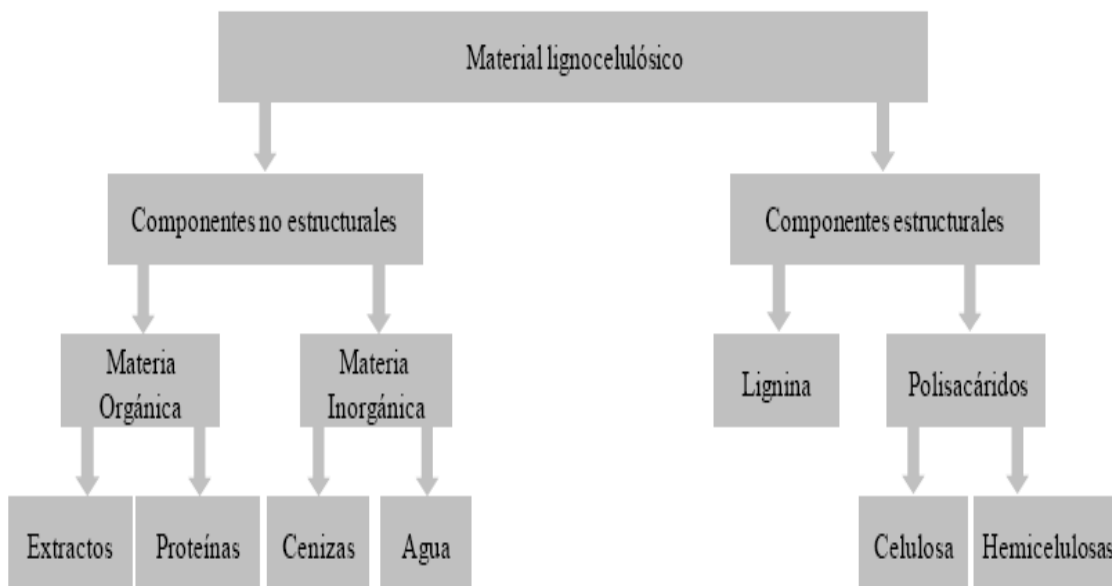 Material lignocelulósico
Componentes no estructurales
Componentes estructurales
Materia
Orgánica
Materia
Inorgánica
Lignina
Polisacáridos
Extractos
Proteínas
Cenizas
Agua
Celulosa
Hemicelulosas